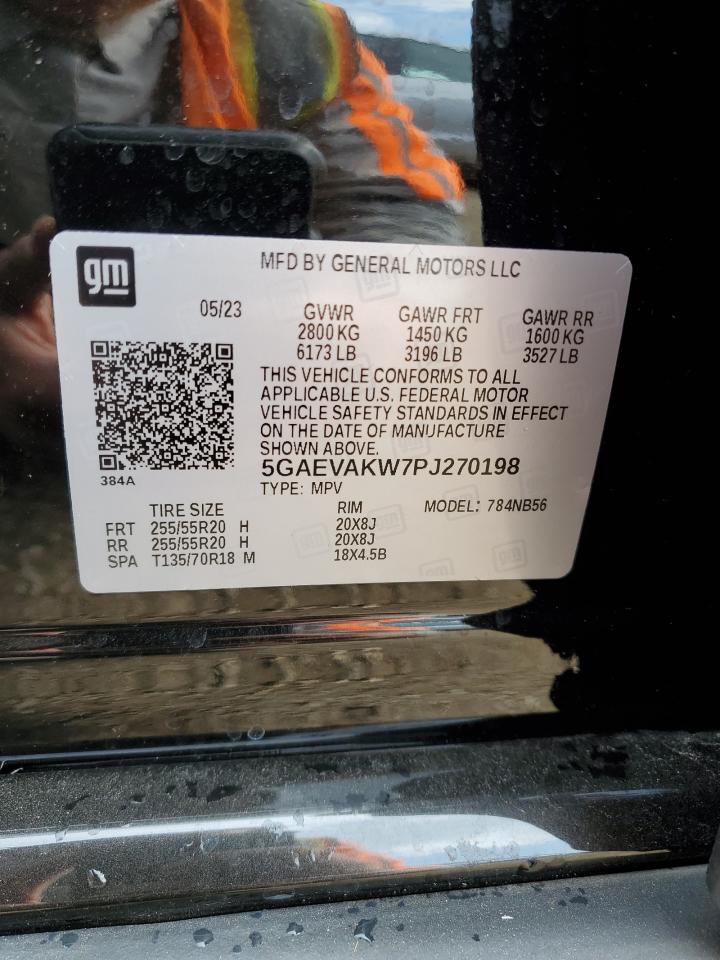 gm
MFD BY GENERAL MOTORS LLC
05/23 GVWR GAWR FRT GAWR RR
2800 KG 1450 KG 1600 KG
6173 LB 3196 LB 3527 LB
THIS VEHICLE CONFORMS TO ALL
APPLICABLE U.S. FEDERAL MOTOR
VEHICLE SAFETY STANDARDS IN EFFECT
ON THE DATE OF MANUFACTURE
SHOWN ABOVE.
384A
5GAEVAKW7PJ270198
TYPE: MPV
TIRE SIZE RIM MODEL: 784NB56
FRT 255/55R20 H 20X8J
RR 255/55R20 H 20X8J
SPA T135/70R18 M 18X4.5B